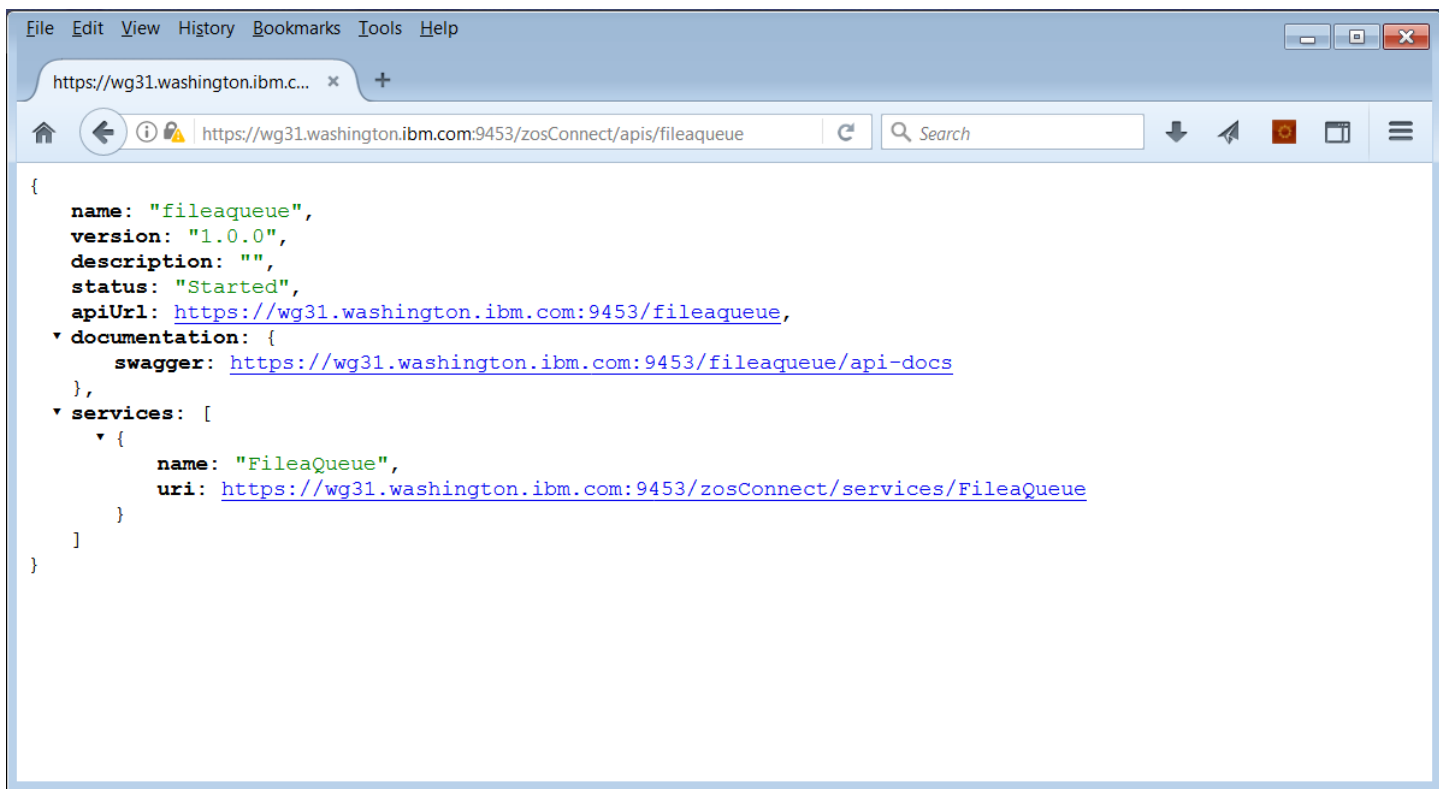 File Edit View History Bookmarks Tools Help
https://wg31.washington.ibm.c... × +
https://wg31.washington.ibm.com:9453/zosConnect/apis/fileaqueue Search
{
name: "fileaqueue",
version: "1.0.0",
description: "",
status: "Started",
apiUrl: https://wg31.washington.ibm.com:9453/fileaqueue,
documentation: {
swagger: https://wg31.washington.ibm.com:9453/fileaqueue/api-docs
},
services: [
{
name: "FileaQueue",
uri: https://wg31.washington.ibm.com:9453/zosConnect/services/FileaQueue
}
]
}